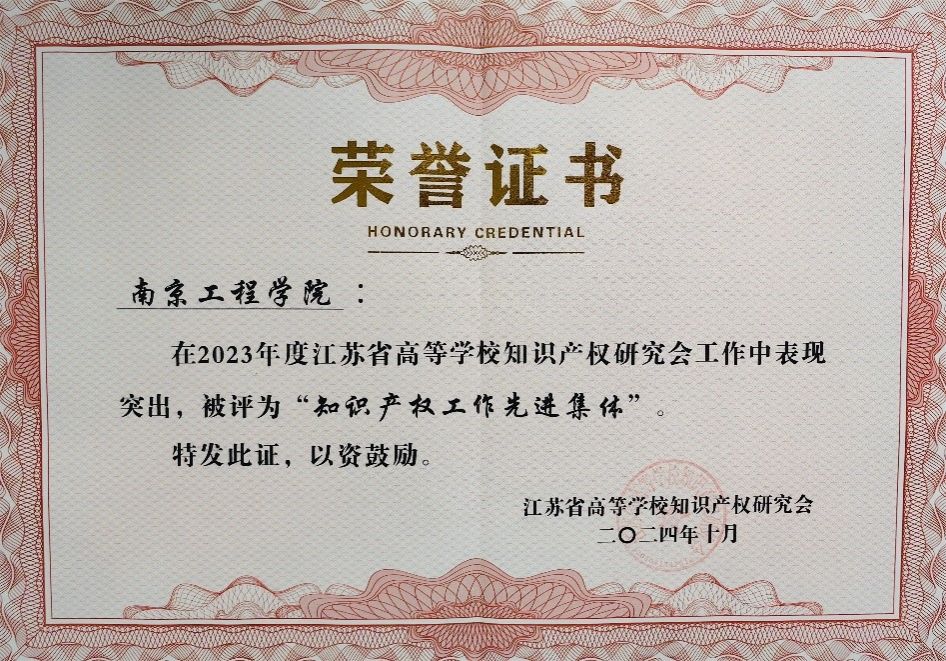 荣誉证书
HONORARY CREDENTIAL
南京工程学院：
在2023年度江苏省高等学校知识产权研究会工作中表现
突出，被评为“知识产权工作先进集体”。
特发此证，以资鼓励。
江苏省高等学校知识产权研究会
二〇二四年十月